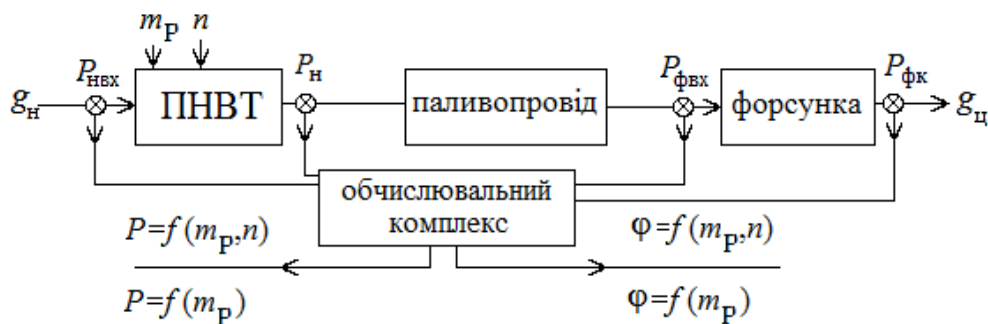 m_р n
P_нвх P_н P_фвх P_фк
g_н ПНВТ паливопровід форсунка g_ц
обчислювальний
комплекс
P=f(m_р,n) φ=f(m_р,n)
P=f(m_р) φ=f(m_р)